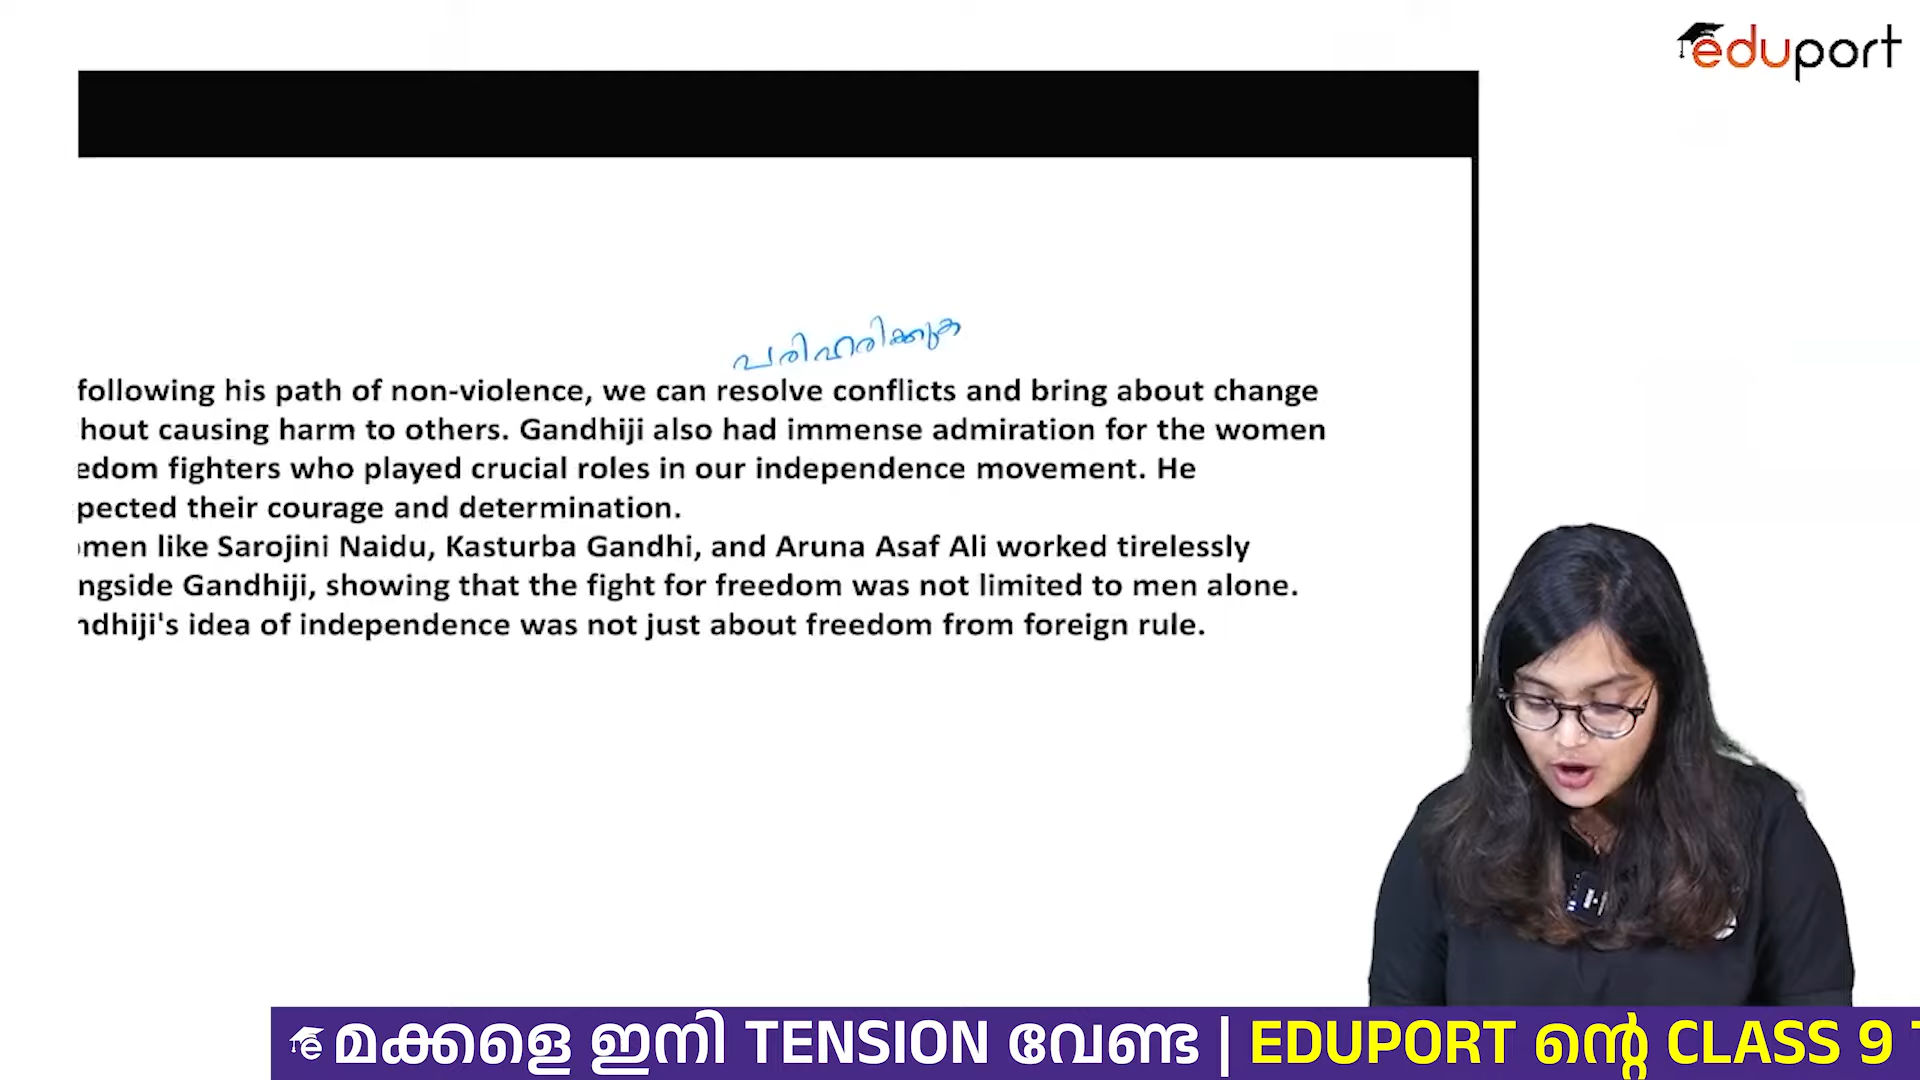 eduport
പരിഹരിക്കുക
following his path of non-violence, we can resolve conflicts and bring about change
hout causing harm to others. Gandhiji also had immense admiration for the women
edom fighters who played crucial roles in our independence movement. He
pected their courage and determination.
men like Sarojini Naidu, Kasturba Gandhi, and Aruna Asaf Ali worked tirelessly
ngside Gandhiji, showing that the fight for freedom was not limited to men alone.
ndhiji's idea of independence was not just about freedom from foreign rule.
മക്കളെ ഇനി TENSION വേണ്ട | EDUPORT ന്റെ CLASS 9 T